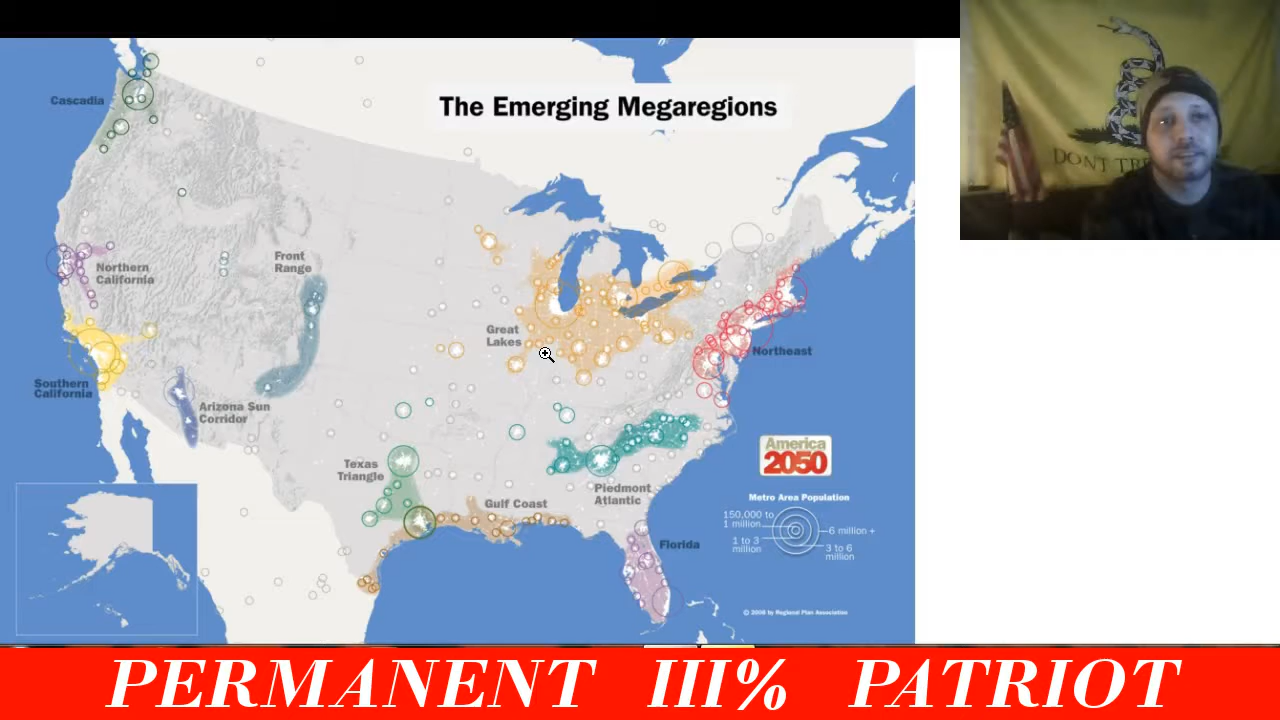 The Emerging Megaregions
Cascadia
DON'T TRE
Northern
California
Front
Range
Great
Lakes
Northeast
Southern
California
Arizona Sun
Corridor
Texas
Triangle
Gulf Coast
Piedmont
Atlantic
Florida
America
2050
Metro Area Population
150,000 to
1 million
1 to 3
million
6 million +
3 to 6
million
© 2008 by Regional Plan Association
PERMANENT III% PATRIOT